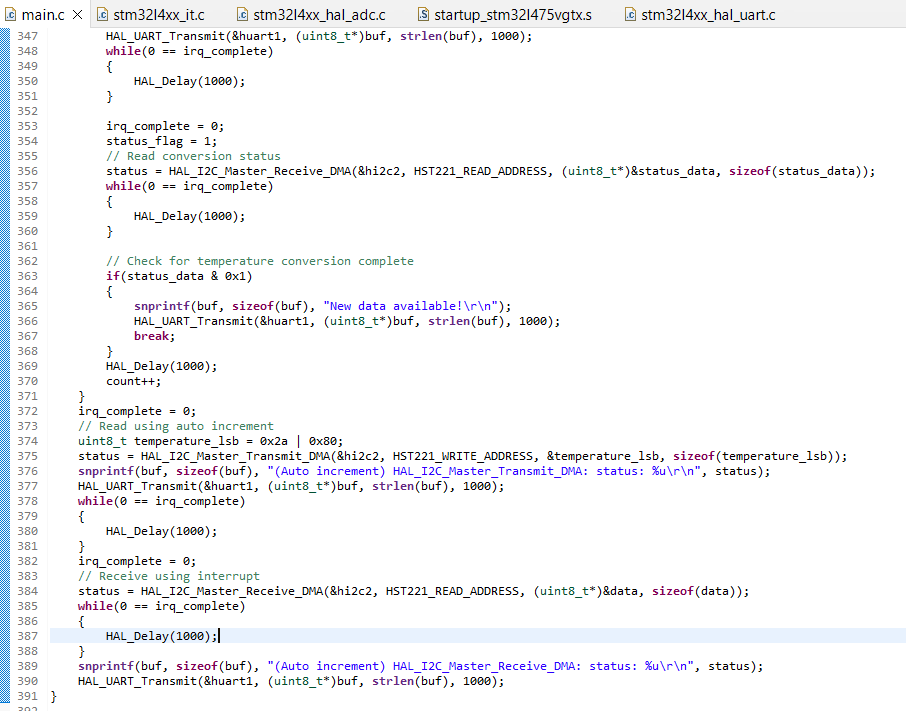 main.c stm32l4xx_it.c stm32l4xx_hal_adc.c startup_stm32l475vgtx.s stm32l4xx_hal_uart.c
347 HAL_UART_Transmit(&huart1, (uint8_t*)buf, strlen(buf), 1000);
348 while(0 == irq_complete)
349 {
350 HAL_Delay(1000);
351 }
352
353 irq_complete = 0;
354 status_flag = 1;
355 // Read conversion status
356 status = HAL_I2C_Master_Receive_DMA(&hi2c2, HST221_READ_ADDRESS, (uint8_t*)&status_data, sizeof(status_data));
357 while(0 == irq_complete)
358 {
359 HAL_Delay(1000);
360 }
361
362 // Check for temperature conversion complete
363 if(status_data & 0x1)
364 {
365 snprintf(buf, sizeof(buf), "New data available!\r\n");
366 HAL_UART_Transmit(&huart1, (uint8_t*)buf, strlen(buf), 1000);
367 break;
368 }
369 HAL_Delay(1000);
370 count++;
371 }
372 irq_complete = 0;
373 // Read using auto increment
374 uint8_t temperature_lsb = 0x2a | 0x80;
375 status = HAL_I2C_Master_Transmit_DMA(&hi2c2, HST221_WRITE_ADDRESS, &temperature_lsb, sizeof(temperature_lsb));
376 snprintf(buf, sizeof(buf), "(Auto increment) HAL_I2C_Master_Transmit_DMA: status: %u\r\n", status);
377 HAL_UART_Transmit(&huart1, (uint8_t*)buf, strlen(buf), 1000);
378 while(0 == irq_complete)
379 {
380 HAL_Delay(1000);
381 }
382 irq_complete = 0;
383 // Receive using interrupt
384 status = HAL_I2C_Master_Receive_DMA(&hi2c2, HST221_READ_ADDRESS, (uint8_t*)&data, sizeof(data));
385 while(0 == irq_complete)
386 {
387 HAL_Delay(1000);
388 }
389 snprintf(buf, sizeof(buf), "(Auto increment) HAL_I2C_Master_Receive_DMA: status: %u\r\n", status);
390 HAL_UART_Transmit(&huart1, (uint8_t*)buf, strlen(buf), 1000);
391 }
392